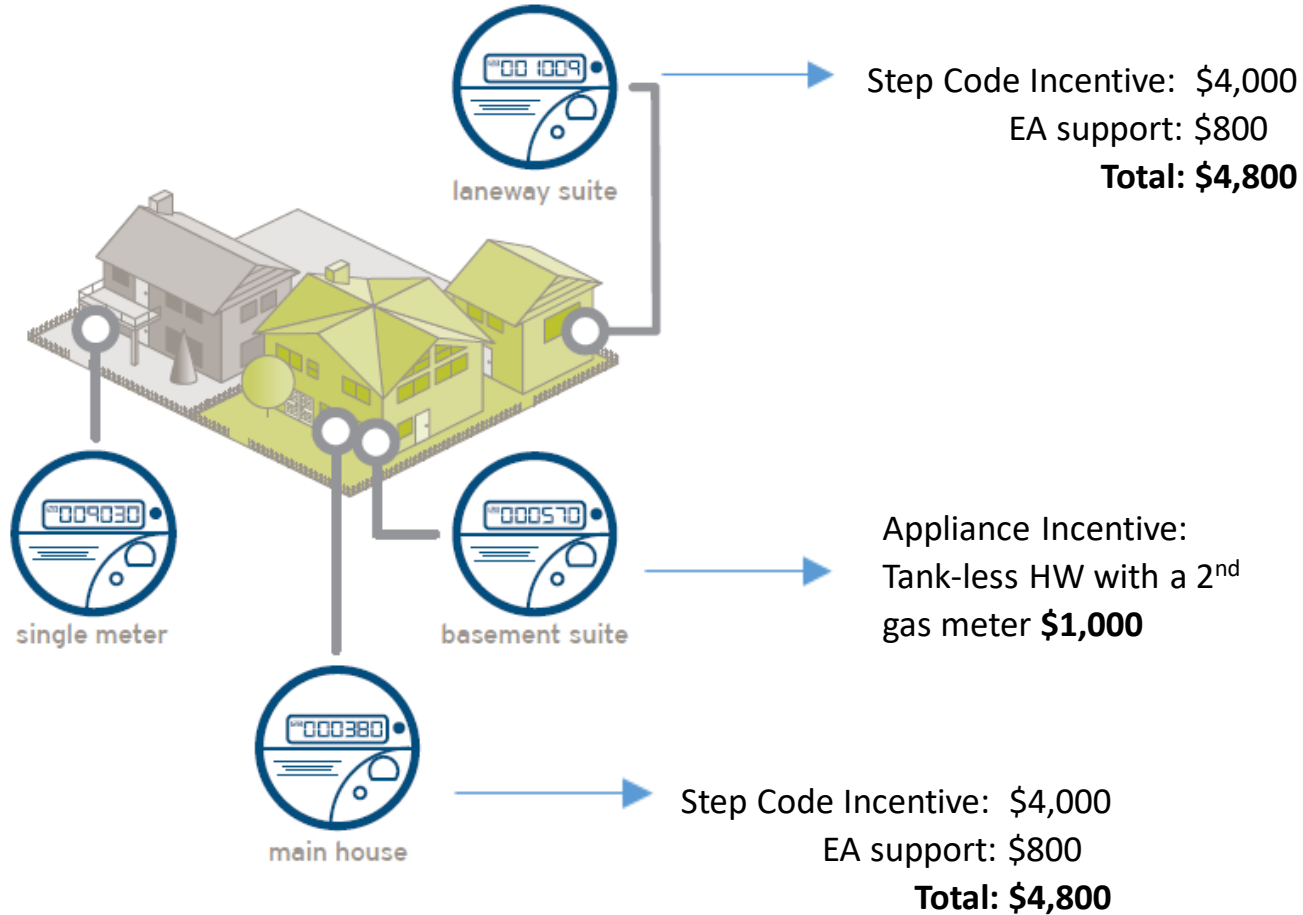 001009
laneway suite
Step Code Incentive: $4,000
EA support: $800
Total: $4,800
009030
single meter
000570
basement suite
Appliance Incentive:
Tank-less HW with a 2nd
gas meter $1,000
000380
main house
Step Code Incentive: $4,000
EA support: $800
Total: $4,800